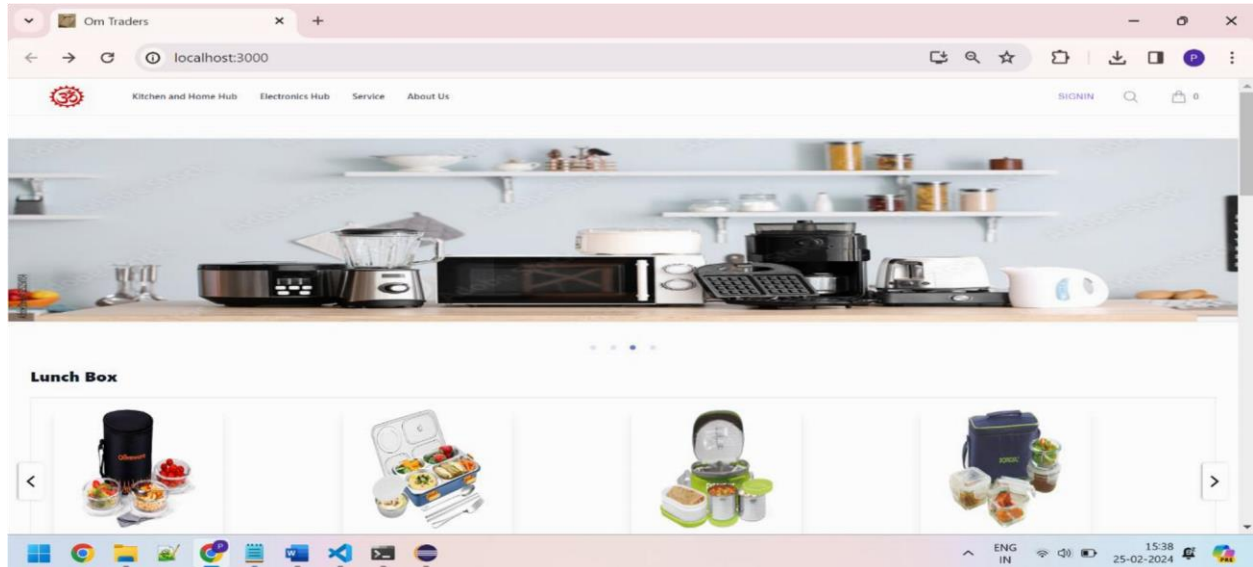 Om Traders
localhost:3000
P
ॐ
Kitchen and Home Hub Electronics Hub Service About Us
SIGNIN 0
Lunch Box
ENG
IN
15:38
25-02-2024
PRE